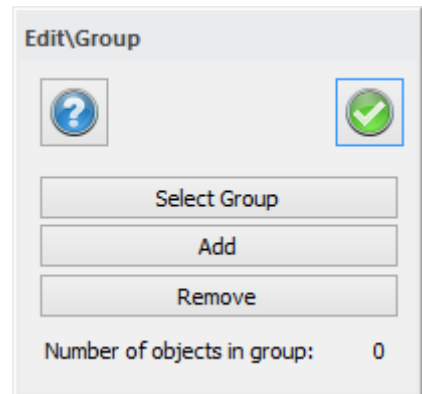 Edit\Group
?
Select Group
Add
Remove
Number of objects in group: 0